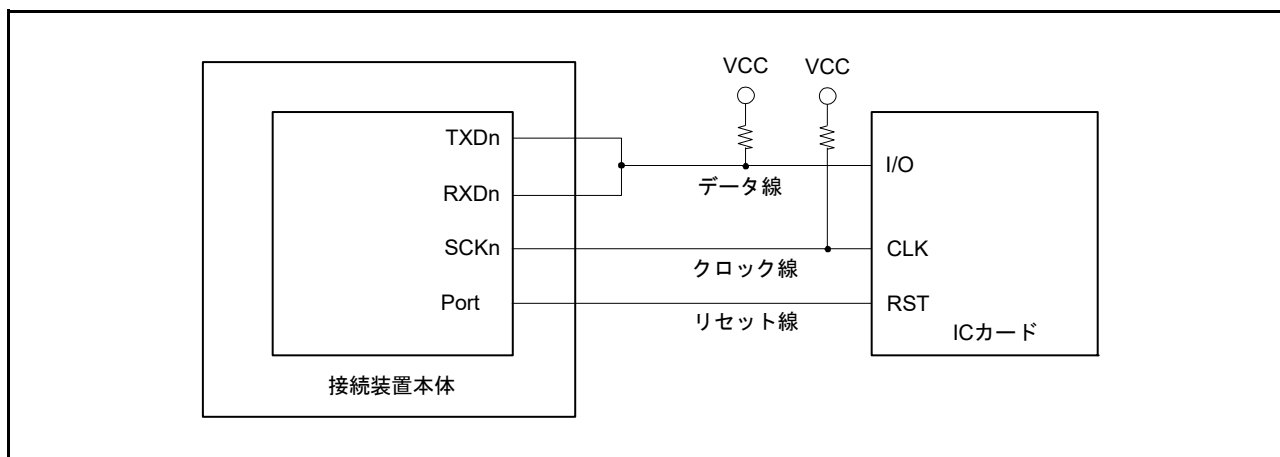 VCC VCC
TXDn
RXDn
SCKn
Port
データ線
クロック線
リセット線
I/O
CLK
RST
ICカード
接続装置本体